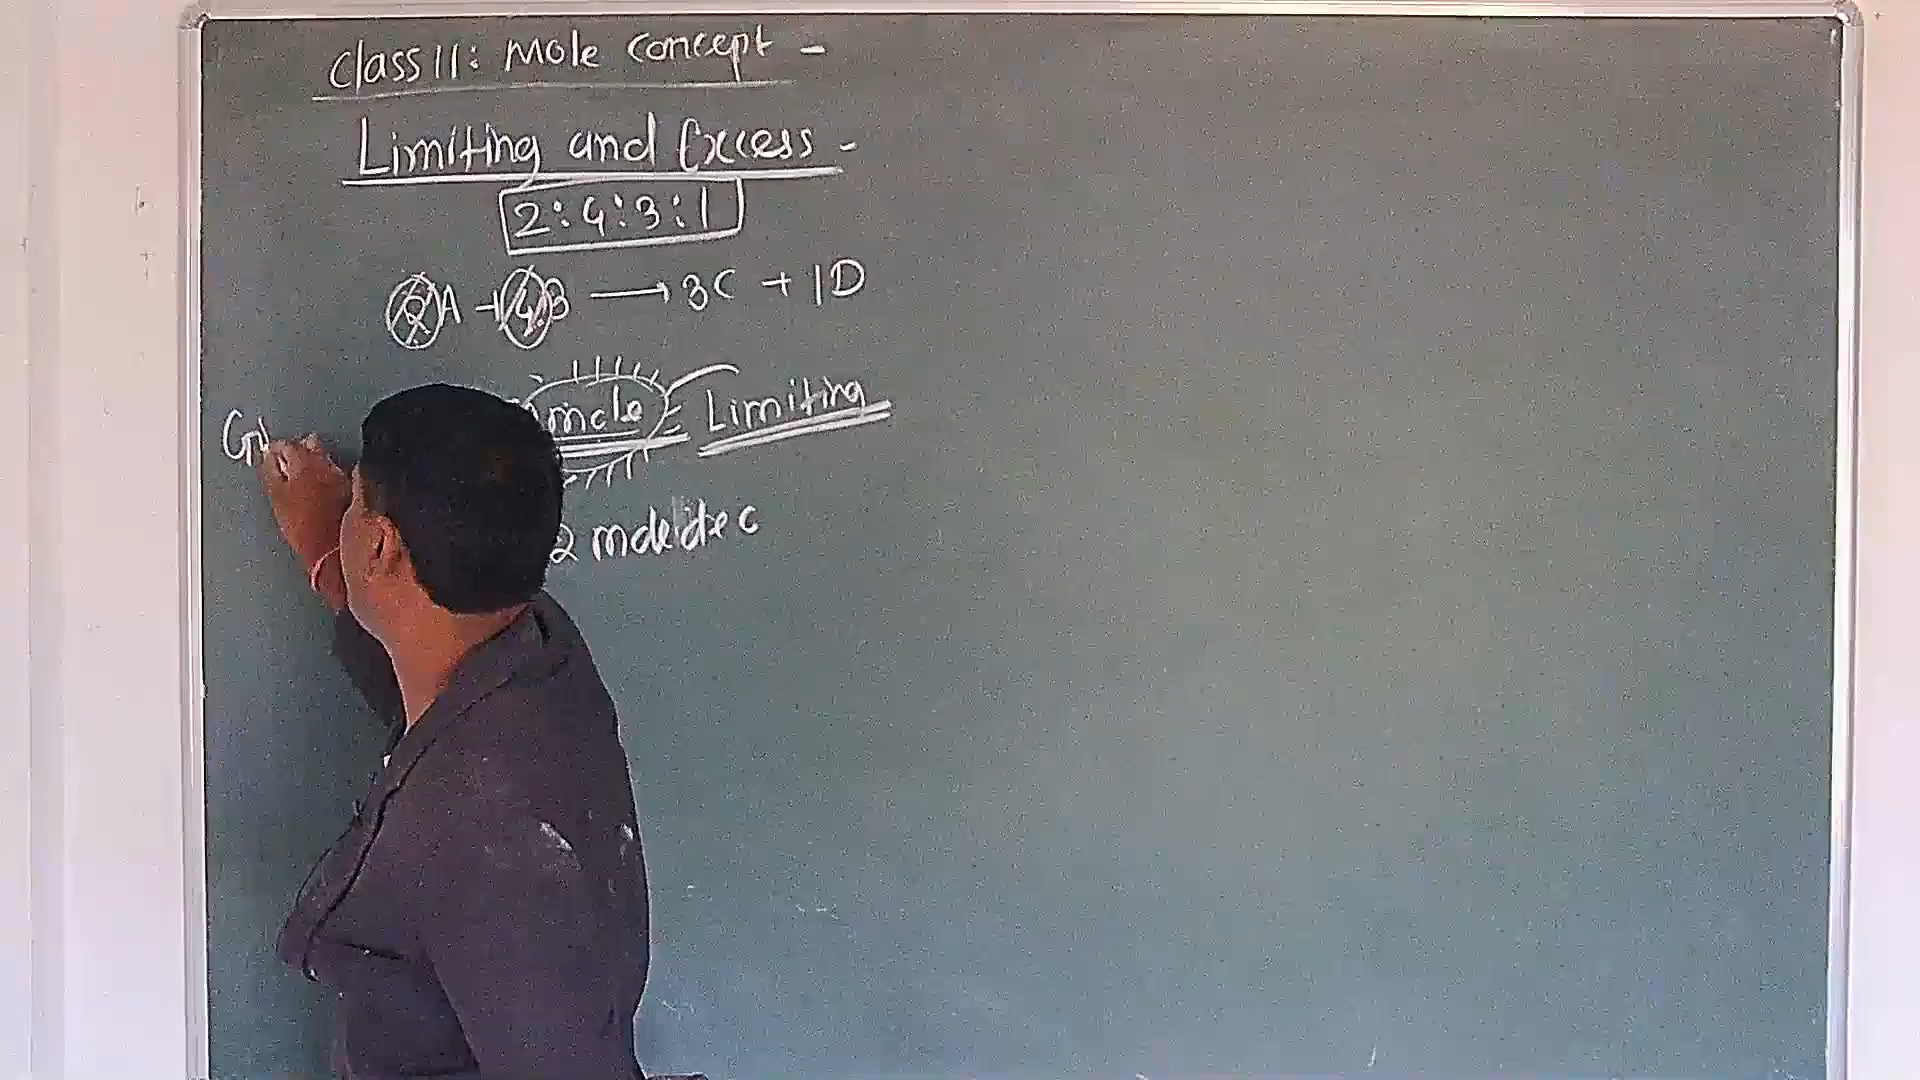 Class 11: Mole concept -
Limiting and Excess -
2:4:3:1
2A + 4B → 3C + 1D
mole = Limiting
2 mole